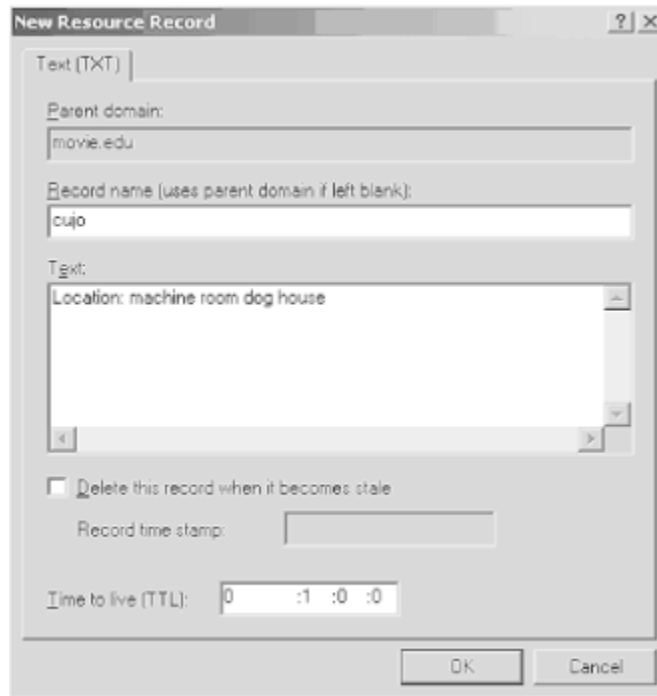 New Resource Record
Text (TXT)
Parent domain:
movie.edu
Record name (uses parent domain if left blank):
cujo
Text:
Location: machine room dog house
Delete this record when it becomes stale
Record time stamp:
Time to live (TTL): 0 :1 :0 :0
OK Cancel